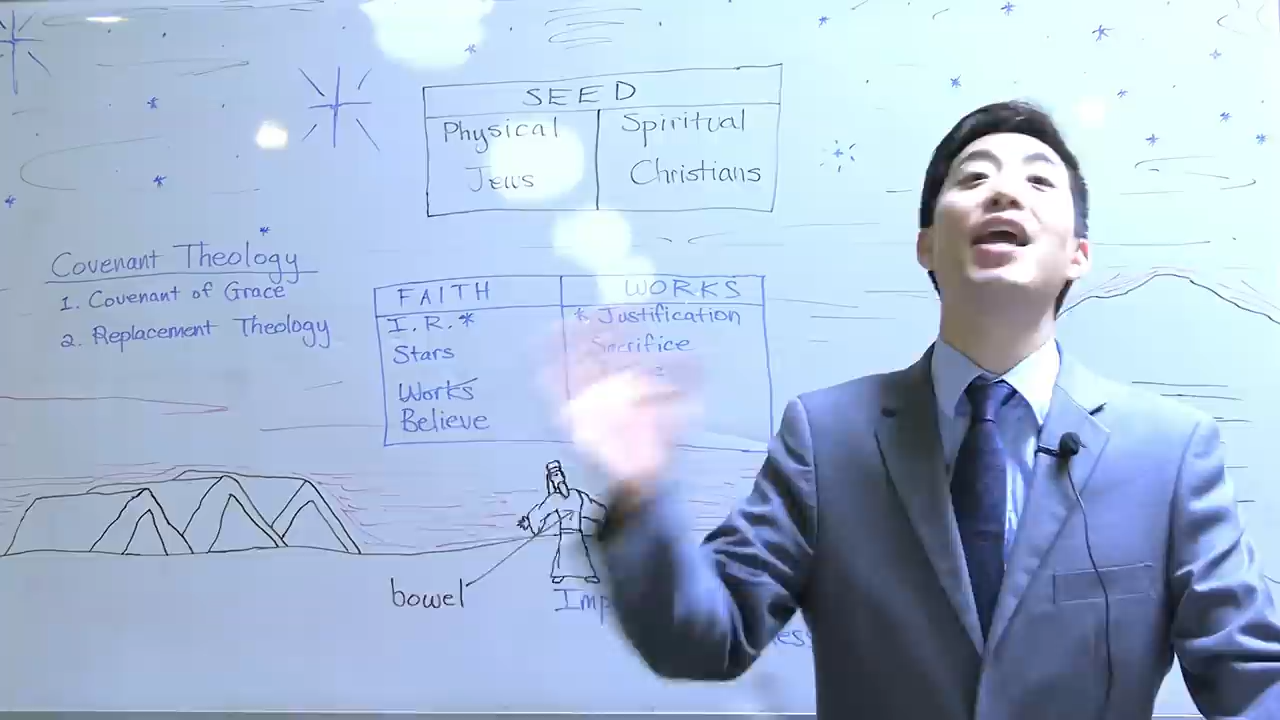 SEED
Physical
Spiritual
Jews
Christians
Covenant Theology
1. Covenant of Grace
2. Replacement Theology
FAITH
WORKS
I.R.*
* Justification
Stars
Sacrifice
Works
Believe
bowel